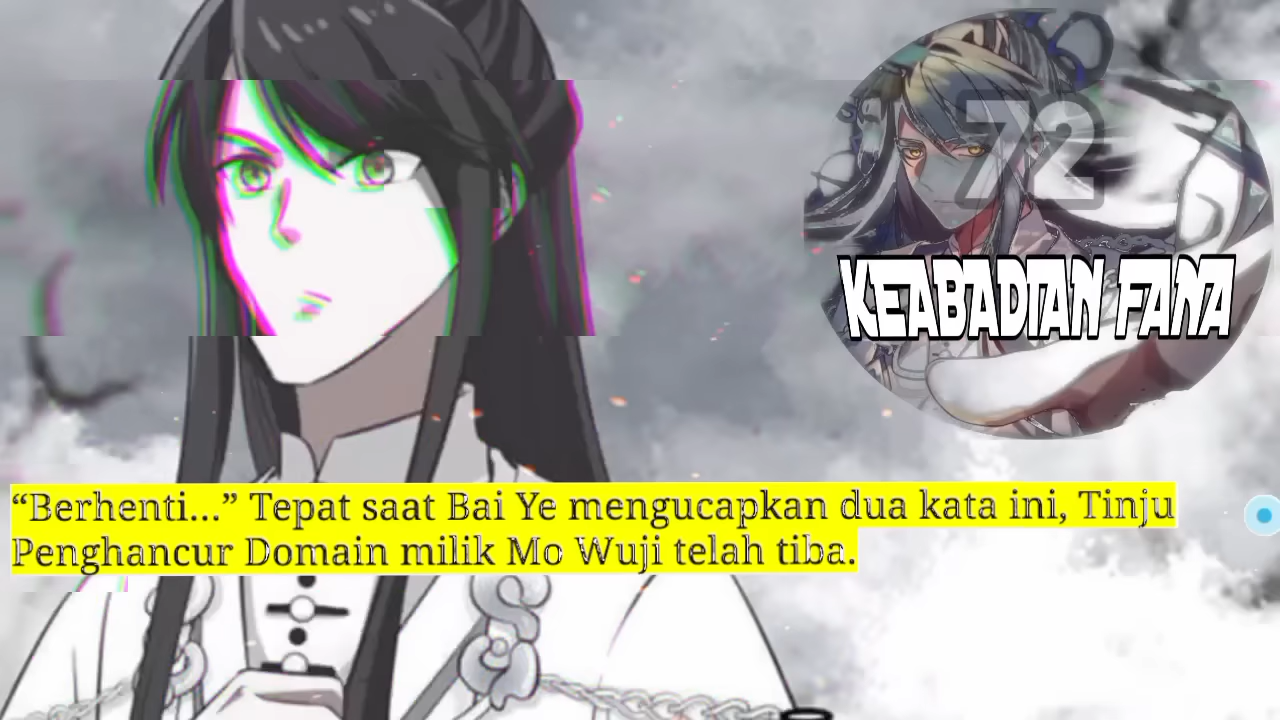 72
KEABADIAN FANA
“Berhenti...” Tepat saat Bai Ye mengucapkan dua kata ini, Tinju
Penghancur Domain milik Mo Wuji telah tiba.